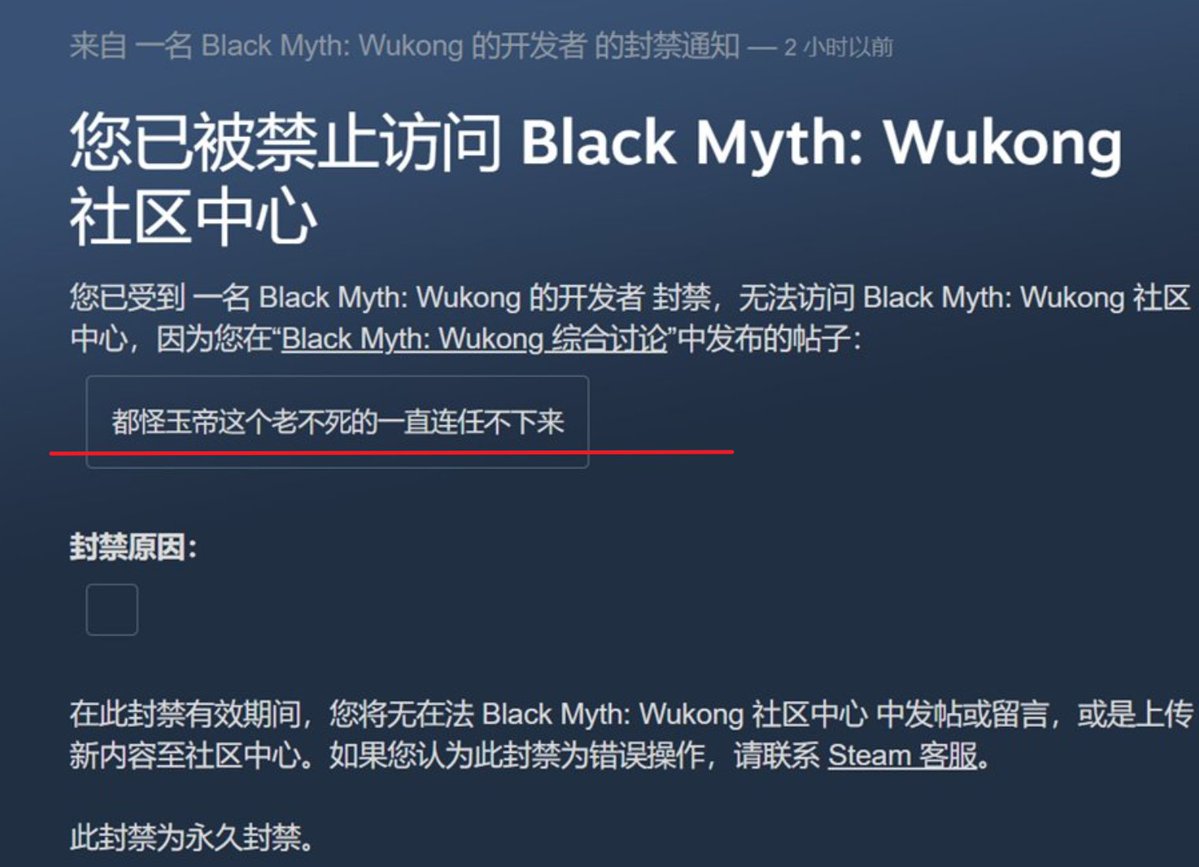 来自 一名 Black Myth: Wukong 的开发者 的封禁通知 — 2 小时以前
您已被禁止访问 Black Myth: Wukong
社区中心
您已受到 一名 Black Myth: Wukong 的开发者 封禁，无法访问 Black Myth: Wukong 社区
中心，因为您在“Black Myth: Wukong 综合讨论”中发布的帖子：
都怪玉帝这个老不死的一直连任不下来
封禁原因：
在此封禁有效期间，您将无在法 Black Myth: Wukong 社区中心 中发帖或留言，或是上传
新内容至社区中心。如果您认为此封禁为错误操作，请联系 Steam 客服。
此封禁为永久封禁。